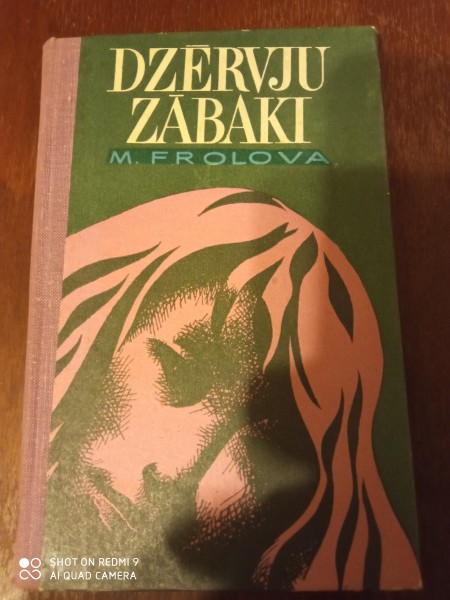 DZĒRVJU
ZĀBAKI
M. FROLOVA
SHOT ON REDMI 9
AI QUAD CAMERA